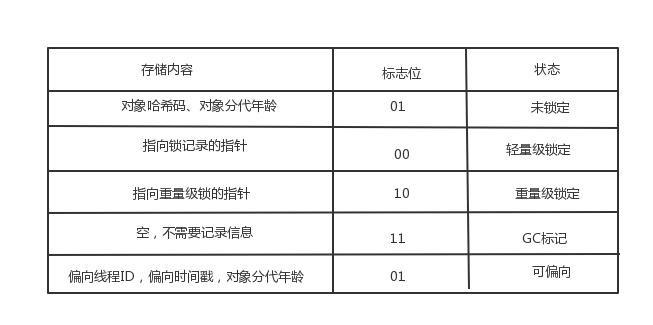 存储内容 标志位 状态
对象哈希码、对象分代年龄 01 未锁定
指向锁记录的指针 00 轻量级锁定
指向重量级锁的指针 10 重量级锁定
空，不需要记录信息 11 GC标记
偏向线程ID，偏向时间戳，对象分代年龄 01 可偏向